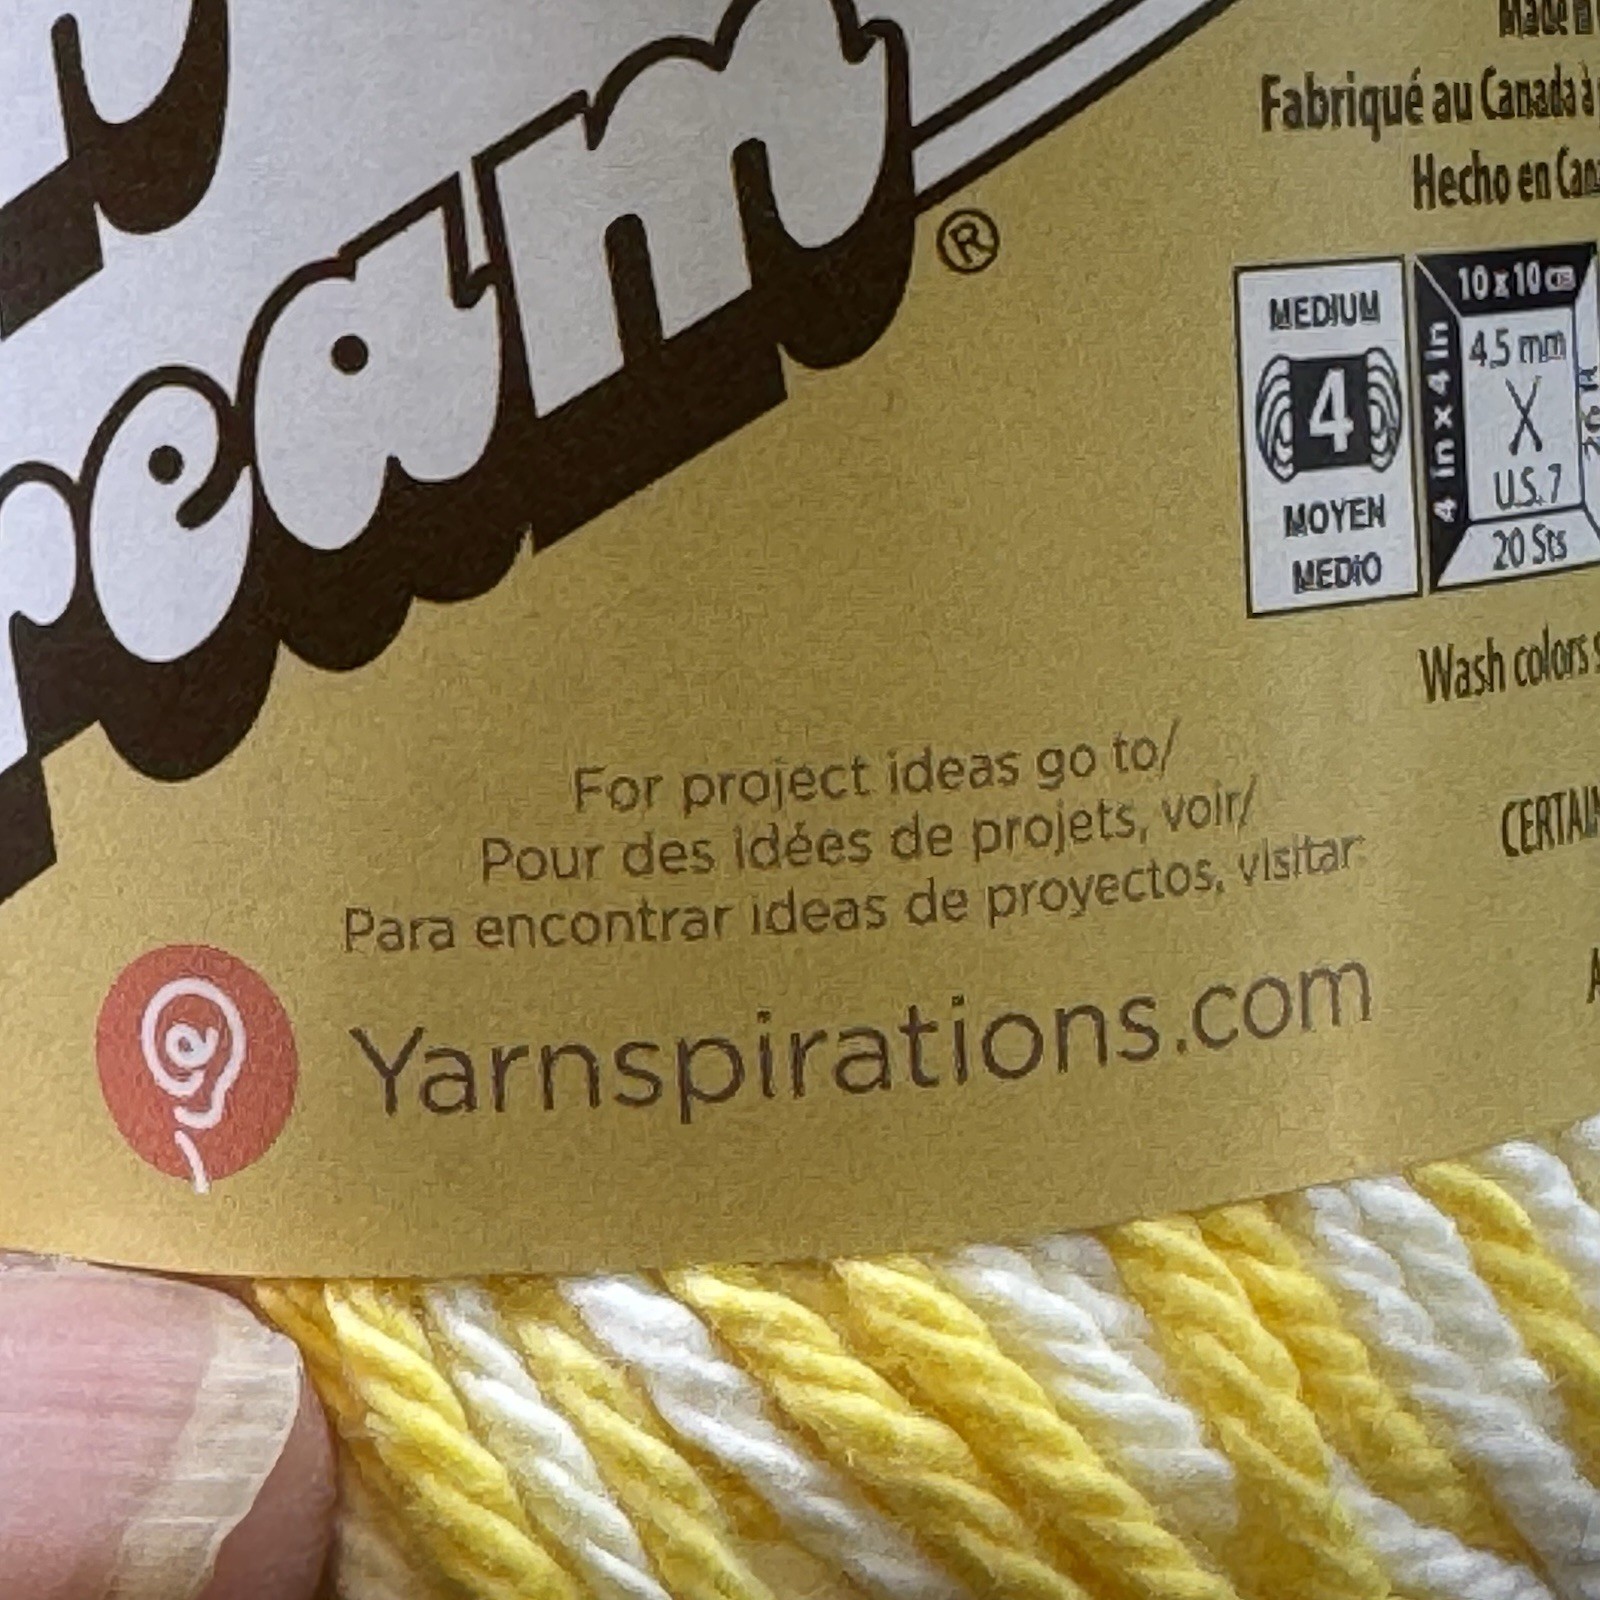 eam®
Fabriqué au Canada à
Hecho en
MEDIUM
4
MOYEN
MEDIO
10 x 10 cm
4 in x 4 in
4.5 mm
U.S. 7
20 Sts
Wash colors
For project ideas go to/
Pour des idées de projets, voir/
Para encontrar ideas de proyectos, visitar
Yarnspirations.com